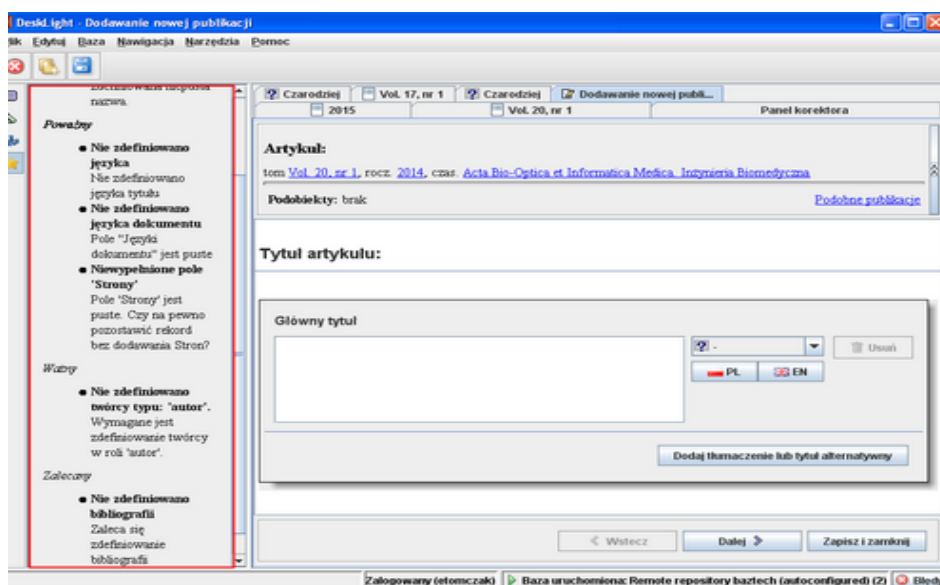 DeskLight - Dodawanie nowej publikacji
Edytuj Baza Nawigacja Narzędzia Pomoc
nazwa.
Poważny
Nie zdefiniowano
języka
Nie zdefiniowano
języka tytułu
Nie zdefiniowano
języka dokumentu
Pole "Języki
dokumentu" jest puste
Niewypełnione pole
'Strony'
Pole 'Strony' jest
puste. Czy na pewno
pozostawić rekord
bez dodawania Stron?
Ważny
Nie zdefiniowano
twórcy typu: "autor".
Wymagane jest
zdefiniowanie twórcy
w roli 'autor'.
Zalecany
Nie zdefiniowano
bibliografii
Zaleca się
zdefiniowanie
bibliografii
Czarodziej Vol. 17, nr 1 Czarodziej Dodawanie nowej publi...
2015 Vol. 20, nr 1 Panel korektora
Artykuł:
tom Vol. 20, nr 1, rocz. 2014, czas. Acta Bio-Optica et Informatica Medica. Inżynieria Biomedyczna
Podobiekty: brak Podobne publikacje
Tytuł artykułu:
Główny tytuł
- Usuń
PL EN
Dodaj tłumaczenie lub tytuł alternatywny
Wstecz Dalej Zapisz i zamknij
Zalogowany (etomczak) Baza uruchomiona: Remote repository baztech (autoconfigured) (2)